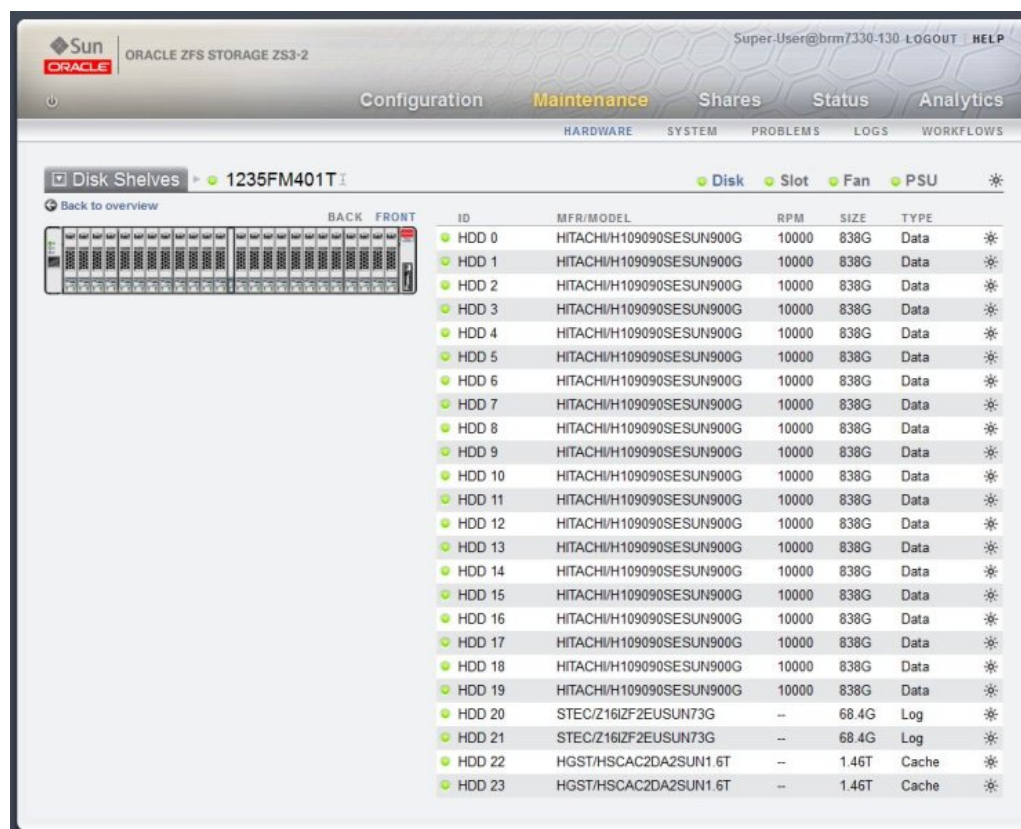 Sun
ORACLE
ORACLE ZFS STORAGE ZS3-2
Super-User@brm7330-130 LOGOUT HELP
Configuration Maintenance Shares Status Analytics
HARDWARE SYSTEM PROBLEMS LOGS WORKFLOWS
Disk Shelves 1235FM401T
Disk Slot Fan PSU
Back to overview
BACK FRONT
ID MFR/MODEL RPM SIZE TYPE
HDD 0 HITACHI/H109090SESUN900G 10000 838G Data
HDD 1 HITACHI/H109090SESUN900G 10000 838G Data
HDD 2 HITACHI/H109090SESUN900G 10000 838G Data
HDD 3 HITACHI/H109090SESUN900G 10000 838G Data
HDD 4 HITACHI/H109090SESUN900G 10000 838G Data
HDD 5 HITACHI/H109090SESUN900G 10000 838G Data
HDD 6 HITACHI/H109090SESUN900G 10000 838G Data
HDD 7 HITACHI/H109090SESUN900G 10000 838G Data
HDD 8 HITACHI/H109090SESUN900G 10000 838G Data
HDD 9 HITACHI/H109090SESUN900G 10000 838G Data
HDD 10 HITACHI/H109090SESUN900G 10000 838G Data
HDD 11 HITACHI/H109090SESUN900G 10000 838G Data
HDD 12 HITACHI/H109090SESUN900G 10000 838G Data
HDD 13 HITACHI/H109090SESUN900G 10000 838G Data
HDD 14 HITACHI/H109090SESUN900G 10000 838G Data
HDD 15 HITACHI/H109090SESUN900G 10000 838G Data
HDD 16 HITACHI/H109090SESUN900G 10000 838G Data
HDD 17 HITACHI/H109090SESUN900G 10000 838G Data
HDD 18 HITACHI/H109090SESUN900G 10000 838G Data
HDD 19 HITACHI/H109090SESUN900G 10000 838G Data
HDD 20 STEC/Z16IZF2EUSUN73G -- 68.4G Log
HDD 21 STEC/Z16IZF2EUSUN73G -- 68.4G Log
HDD 22 HGST/HSCAC2DA2SUN1.6T -- 1.46T Cache
HDD 23 HGST/HSCAC2DA2SUN1.6T -- 1.46T Cache